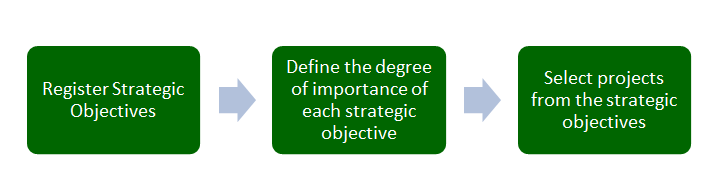 Register Strategic
Objectives
Define the degree
of importance of
each strategic
objective
Select projects
from the strategic
objectives